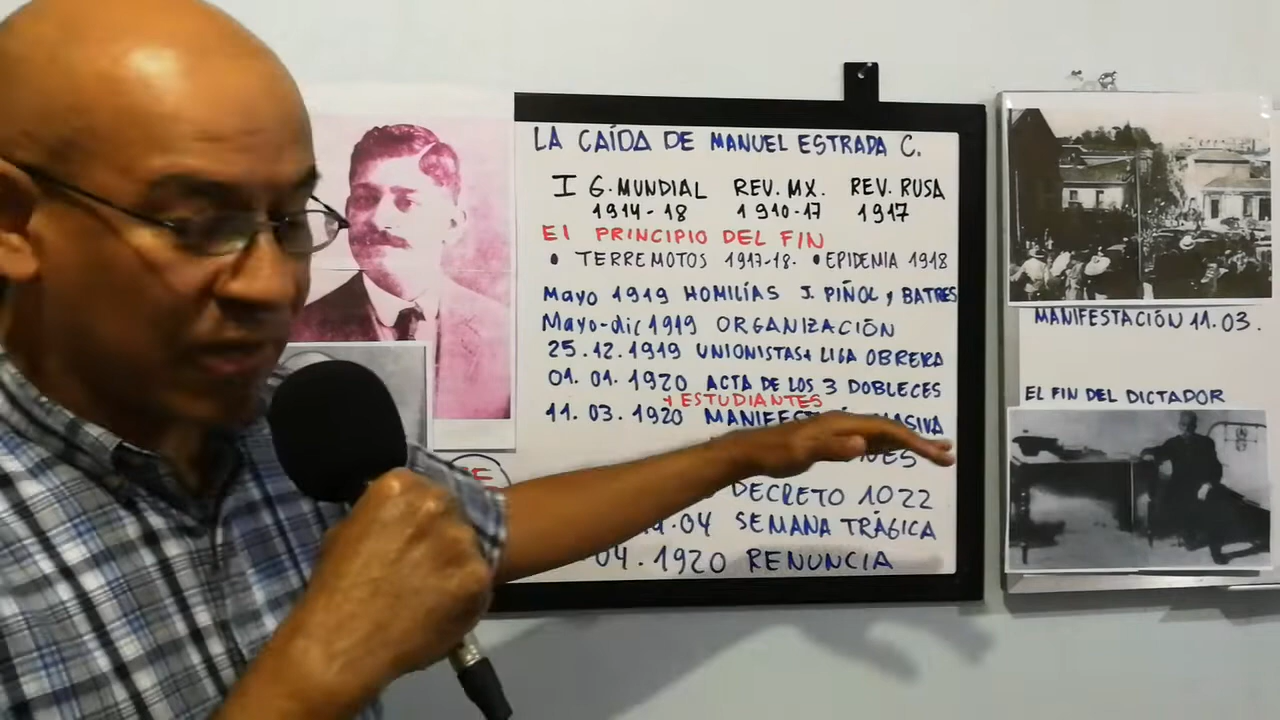 LA CAÍDA DE MANUEL ESTRADA C.
I G. MUNDIAL REV. MX. REV. RUSA
1914-18 1910-17 1917
El PRINCIPIO DEL FIN
• TERREMOTOS 1917-18. • EPIDEMIA 1918
Mayo 1919 HOMILÍAS J. PIÑOL y BATRES
Mayo-dic 1919 ORGANIZACIÓN
25.12.1919 UNIONISTAS+ LIGA OBRERA
01.01.1920 ACTA DE LOS 3 DOBLECES
+ ESTUDIANTES
11.03.1920
DECRETO 1022
04 SEMANA TRÁGICA
04.1920 RENUNCIA
MANIFESTACIÓN 11.03.
EL FIN DEL DICTADOR